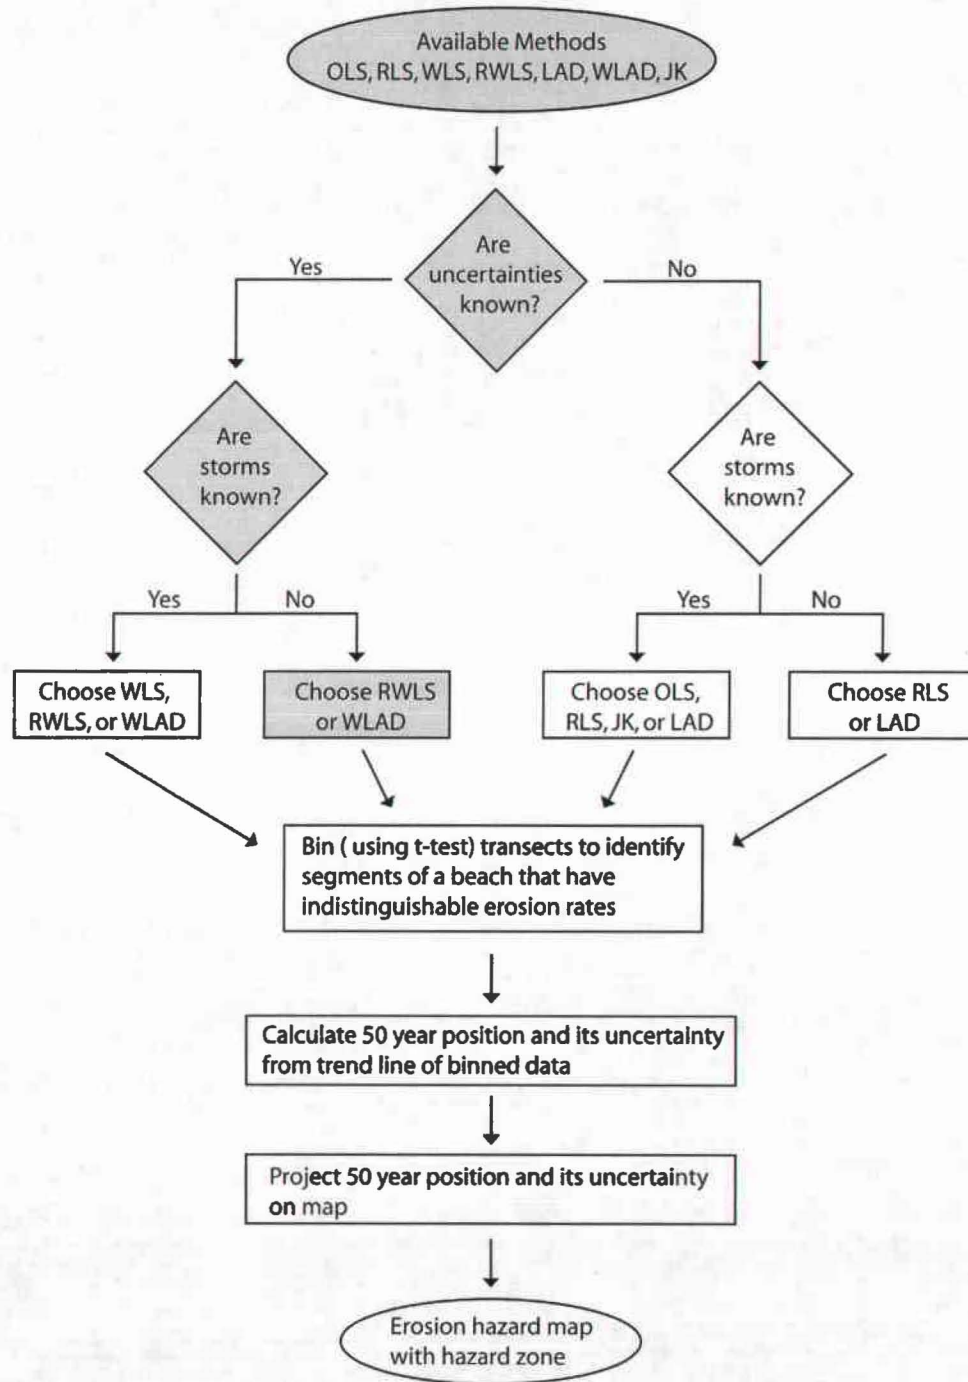 Available Methods
OLS, RLS, WLS, RWLS, LAD, WLAD, JK
Are
uncertainties
known?
Yes
No
Are
storms
known?
Are
storms
known?
Yes
No
Yes
No
Choose WLS,
RWLS, or WLAD
Choose RWLS
or WLAD
Choose OLS,
RLS, JK, or LAD
Choose RLS
or LAD
Bin ( using t-test) transects to identify
segments of a beach that have
indistinguishable erosion rates
Calculate 50 year position and its uncertainty
from trend line of binned data
Project 50 year position and its uncertainty
on map
Erosion hazard map
with hazard zone